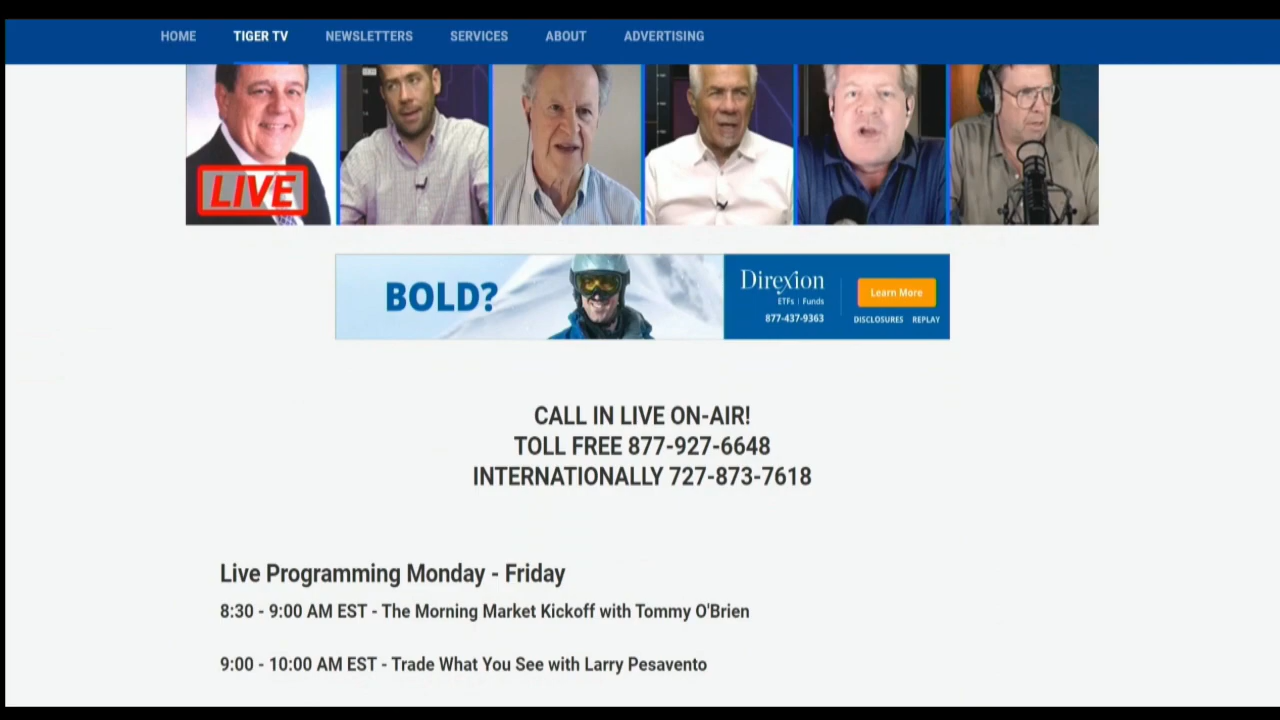 HOME TIGER TV NEWSLETTERS SERVICES ABOUT ADVERTISING
LIVE
BOLD?
Direxion
ETFs | Funds
877-437-9363
Learn More
DISCLOSURES REPLAY
CALL IN LIVE ON-AIR!
TOLL FREE 877-927-6648
INTERNATIONALLY 727-873-7618
Live Programming Monday - Friday
8:30 - 9:00 AM EST - The Morning Market Kickoff with Tommy O'Brien
9:00 - 10:00 AM EST - Trade What You See with Larry Pesavento